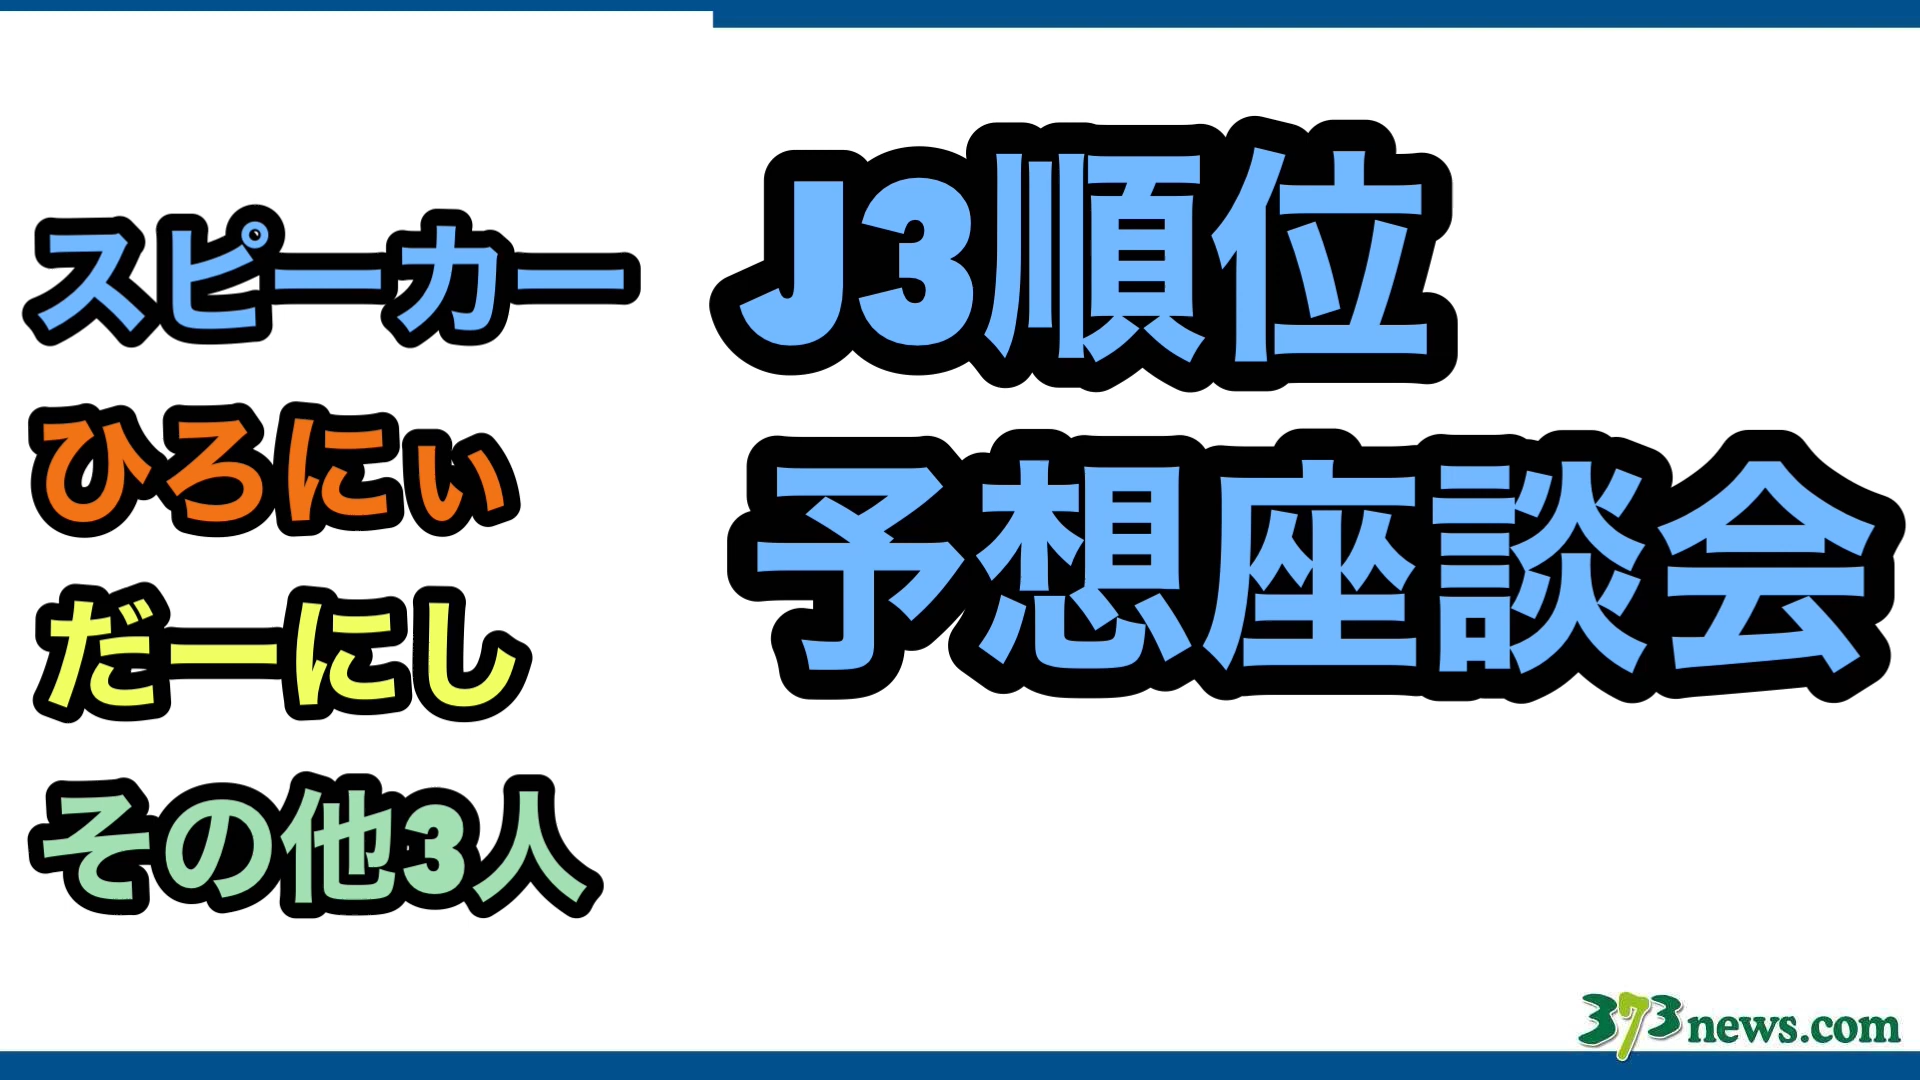 スピーカー
ひろにぃ
だーにし
その他3人
J3順位
予想座談会
373news.com